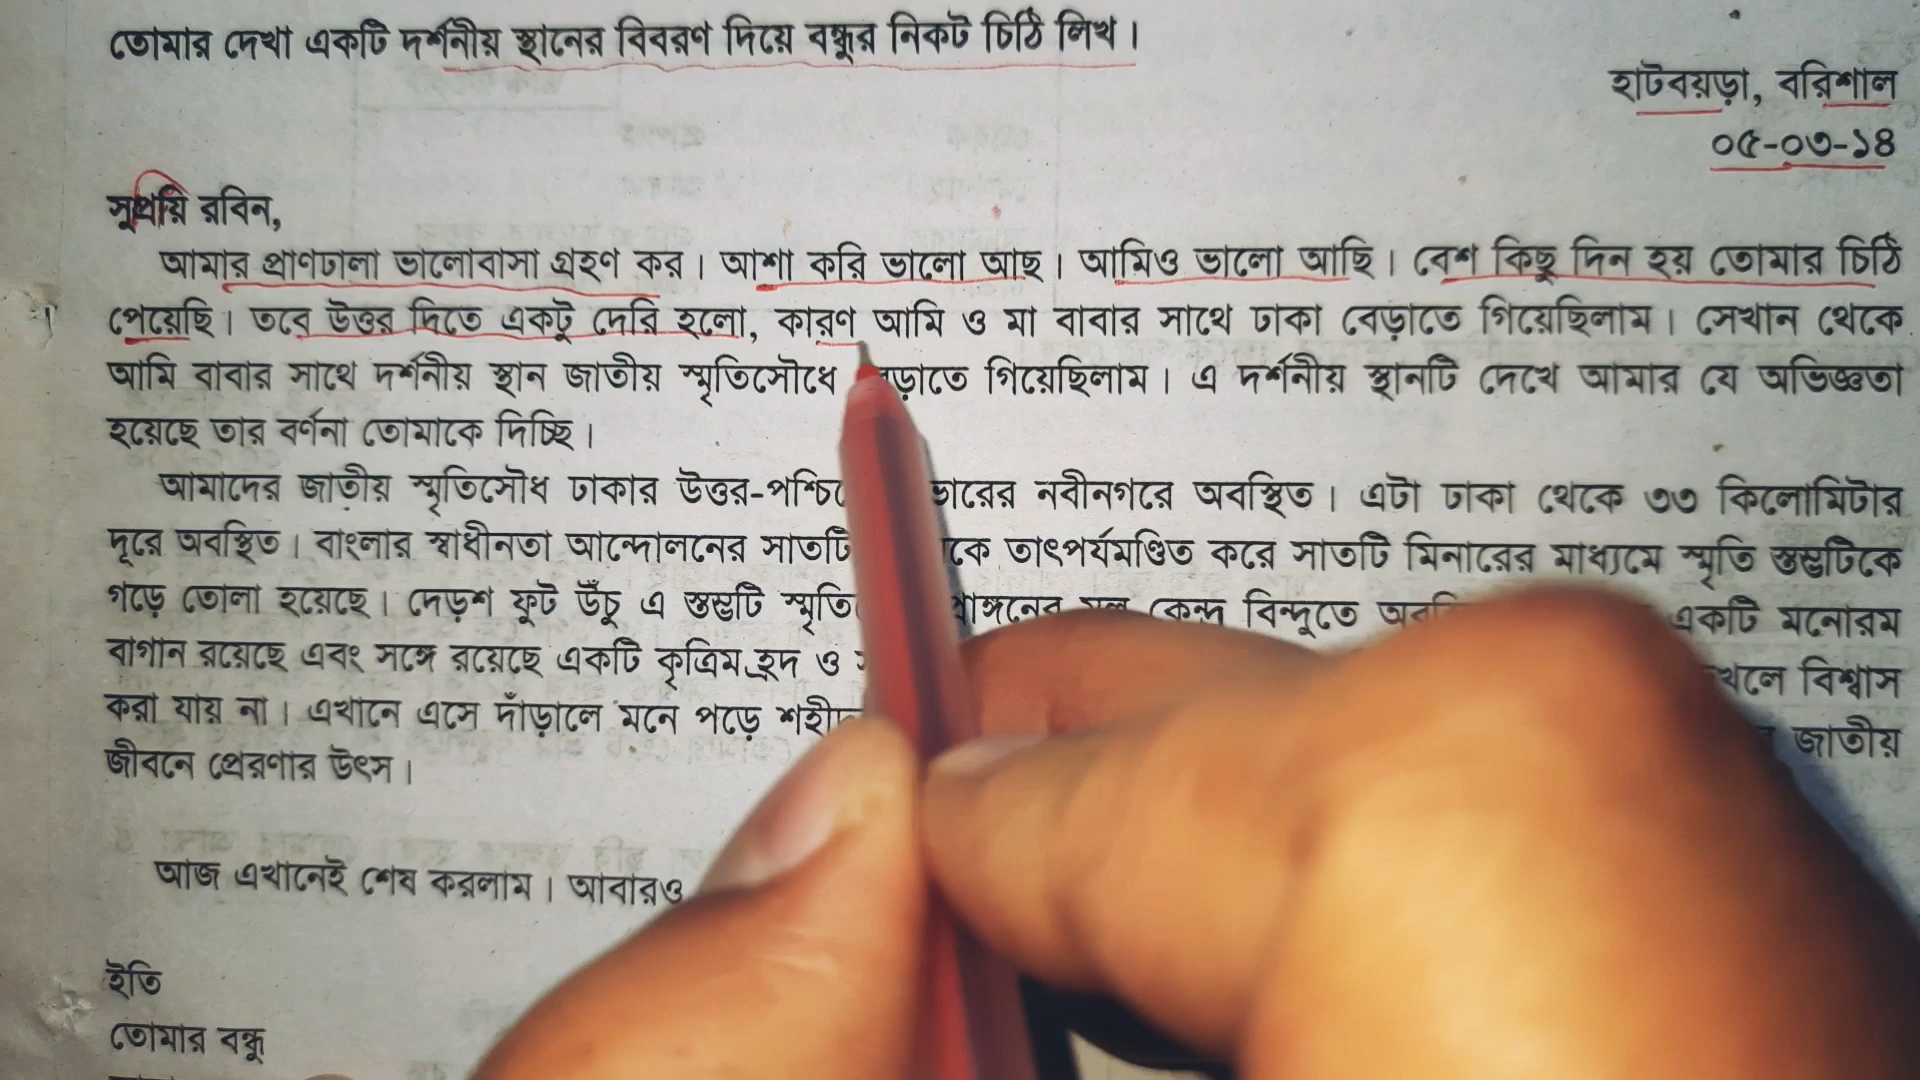 তোমার দেখা একটি দর্শনীয় স্থানের বিবরণ দিয়ে বন্ধুর নিকট চিঠি লিখ।
হাটবয়ড়া, বরিশাল
০৫-০৩-১৪
সুপ্রিয় রবিন,
আমার প্রাণঢালা ভালোবাসা গ্রহণ কর। আশা করি ভালো আছ। আমিও ভালো আছি। বেশ কিছু দিন হয় তোমার চিঠি
পেয়েছি। তবে উত্তর দিতে একটু দেরি হলো, কারণ আমি ও মা বাবার সাথে ঢাকা বেড়াতে গিয়েছিলাম। সেখান থেকে
আমি বাবার সাথে দর্শনীয় স্থান জাতীয় স্মৃতিসৌধে গিয়েছিলাম। এ দর্শনীয় স্থানটি দেখে আমার যে অভিজ্ঞতা
হয়েছে তার বর্ণনা তোমাকে দিচ্ছি।
আমাদের জাতীয় স্মৃতিসৌধ ঢাকার উত্তর-নবীনগরে অবস্থিত। এটা ঢাকা থেকে ৩৩ কিলোমিটার
দূরে অবস্থিত। বাংলার স্বাধীনতা আন্দোলনের সাতটি তাৎপর্যমণ্ডিত করে সাতটি মিনারের মাধ্যমে স্মৃতি স্তম্ভটিকে
গড়ে তোলা হয়েছে। দেড়শ ফুট উঁচু এ স্তম্ভটি কেন্দ্র বিন্দুতে একটি মনোরম
বাগান রয়েছে এবং সঙ্গে রয়েছে একটি কৃত্রিম হ্রদ ও বিশ্বাস
করা যায় না। এখানে এসে দাঁড়ালে মনে পড়ে জাতীয়
জীবনে প্রেরণার উৎস।
আজ এখানেই শেষ করলাম। আবারও
ইতি
তোমার বন্ধু